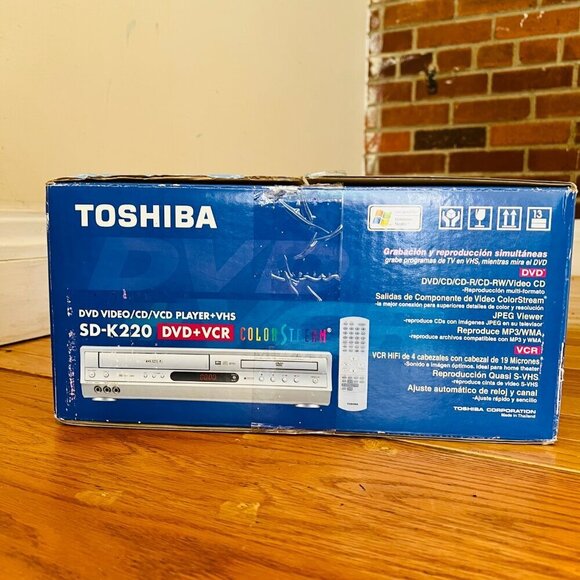 TOSHIBA
DVD VIDEO/CD/VCD PLAYER+VHS
SD-K220 DVD+VCR COLORSTREAM®
13
Grabación y reproducción simultáneas
grabe programas de TV en VHS, mientras mira el DVD
DVD
DVD/CD/CD-R/CD-RW/Video CD
-Reproducción multi-formato
Salidas de Componente de Video ColorStream®
-la mejor conexión para superiores detalles de color y resolución
JPEG Viewer
-reproduce CDs con imágenes JPEG en su televisor
Reproduce MP3/WMA,
-reproduce archivos compatibles con MP3 y WMA
VCR
VCR HiFi de 4 cabezales con cabezal de 19 Micrones
-Sonido e imágen óptimos. Ideal para home theater
Reproducción Quasi S-VHS
-reproduce cinta de video S-VHS
Ajuste automático de reloj y canal
-Ajuste rápido y sencillo
TOSHIBA
TOSHIBA CORPORATION
Made in Thailand